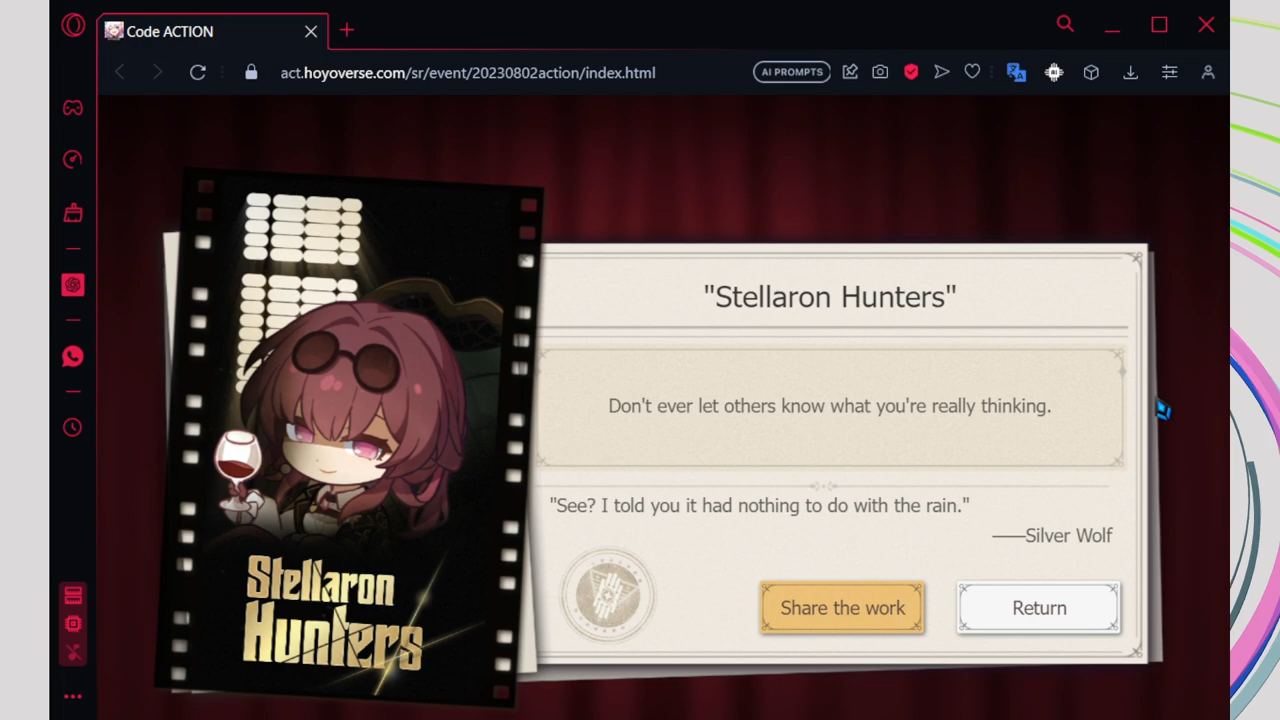 Code ACTION
act.hoyoverse.com/sr/event/20230802action/index.html
AI PROMPTS
"Stellaron Hunters"
Don't ever let others know what you're really thinking.
"See? I told you it had nothing to do with the rain."
——Silver Wolf
Share the work
Return
Stellaron
Hunters